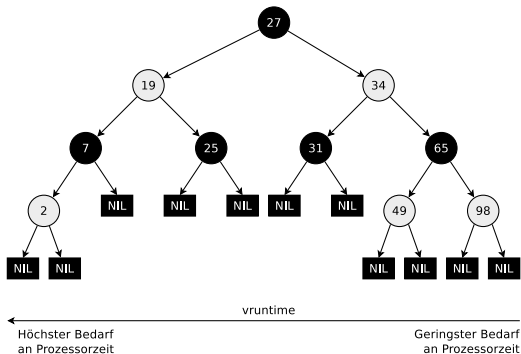 27
19
34
7
25
31
65
NIL
NIL
NIL
NIL
NIL
2
49
98
NIL
NIL
NIL
NIL
NIL
NIL
vruntime
Höchster Bedarf
an Prozessorzeit
Geringster Bedarf
an Prozessorzeit